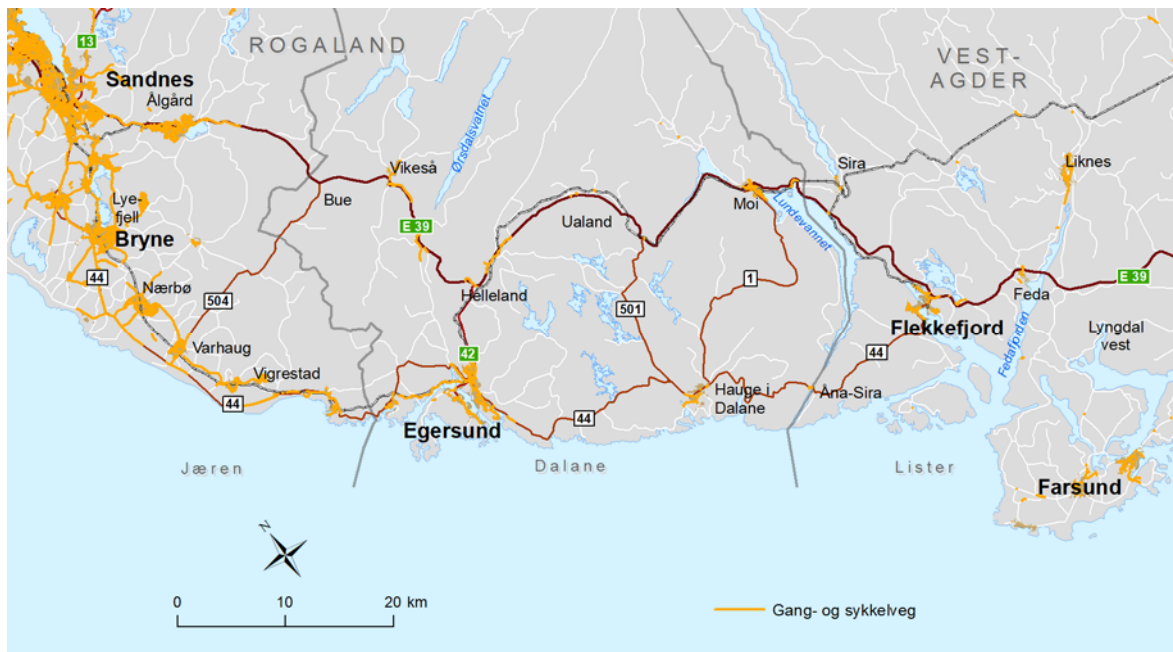 13
ROGALAND
VEST-
AGDER
Sandnes
Ålgård
Ørsdalsvatnet
Vikeså
Sira
Liknes
Bue
Lye-
fjell
Moi
Lundevannet
E 39
Ualand
Bryne
44
Nærbø
504
Helleland
501
1
Feda
E 39
Flekkefjord
Fedafjorden
Lyngdal
vest
Varhaug
42
44
Vigrestad
44
Hauge i
Dalane
Åna-Sira
44
Egersund
Jæren
Dalane
Lister
Farsund
N
0
10
20 km
Gang- og sykkelveg